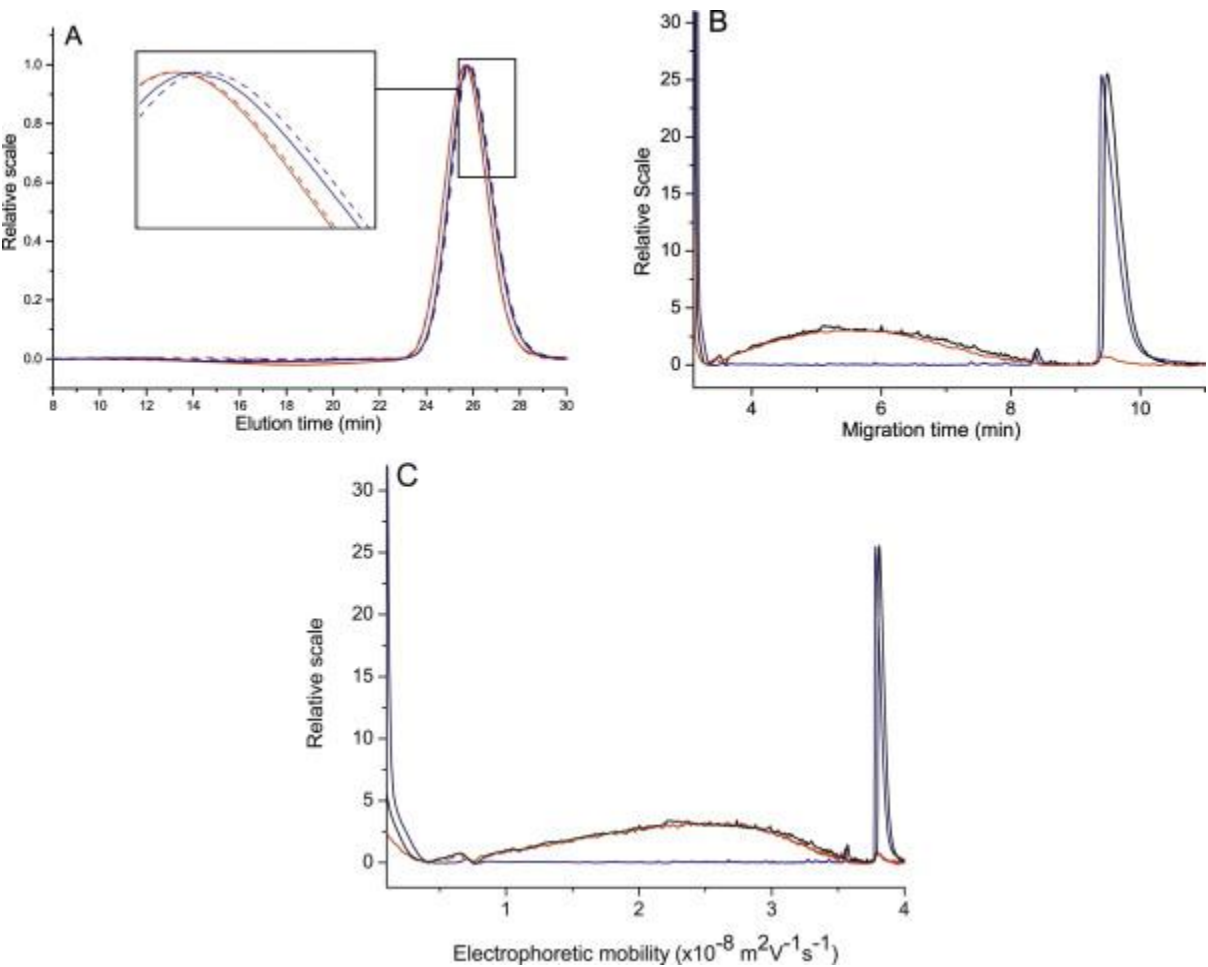 A
Relative scale
1.0
0.8
0.6
0.4
0.2
0.0
8 10 12 14 16 18 20 22 24 26 28 30
Elution time (min)
B
Relative Scale
30
25
20
15
10
5
0
4 6 8 10
Migration time (min)
C
Relative scale
30
25
20
15
10
5
0
1 2 3 4
Electrophoretic mobility (x10⁻⁸ m²V⁻¹s⁻¹)